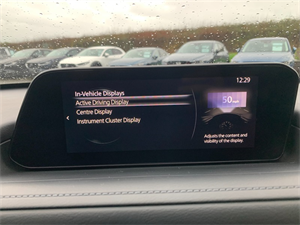 12:29
In-Vehicle Displays
Active Driving Display
Centre Display
Instrument Cluster Display
50
Adjusts the content and
visibility of the display.